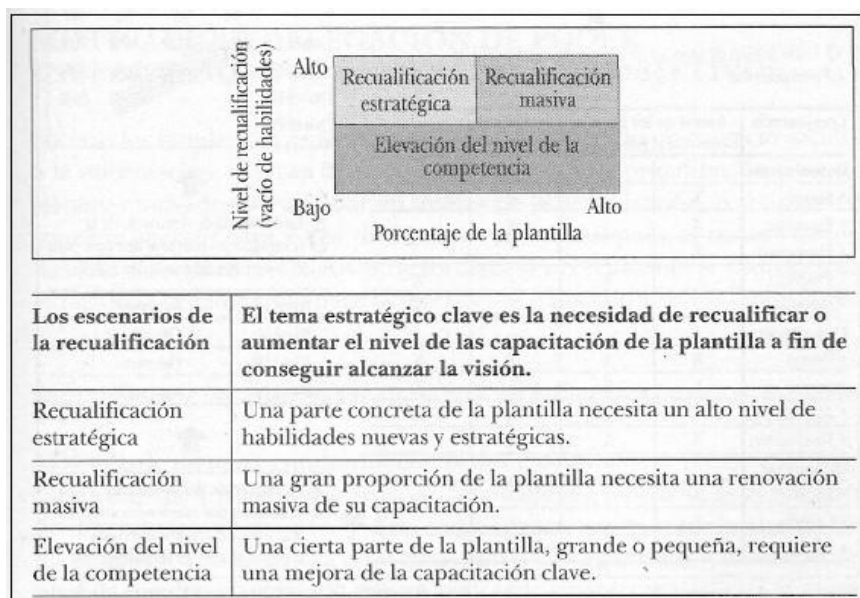 Nivel de recualificación
(vacío de habilidades)
Alto
Recualificación
estratégica
Recualificación
masiva
Elevación del nivel de la
competencia
Bajo
Alto
Porcentaje de la plantilla
Los escenarios de
la recualificación
El tema estratégico clave es la necesidad de recualificar o
aumentar el nivel de las capacitación de la plantilla a fin de
conseguir alcanzar la visión.
Recualificación
estratégica
Una parte concreta de la plantilla necesita un alto nivel de
habilidades nuevas y estratégicas.
Recualificación
masiva
Una gran proporción de la plantilla necesita una renovación
masiva de su capacitación.
Elevación del nivel
de la competencia
Una cierta parte de la plantilla, grande o pequeña, requiere
una mejora de la capacitación clave.